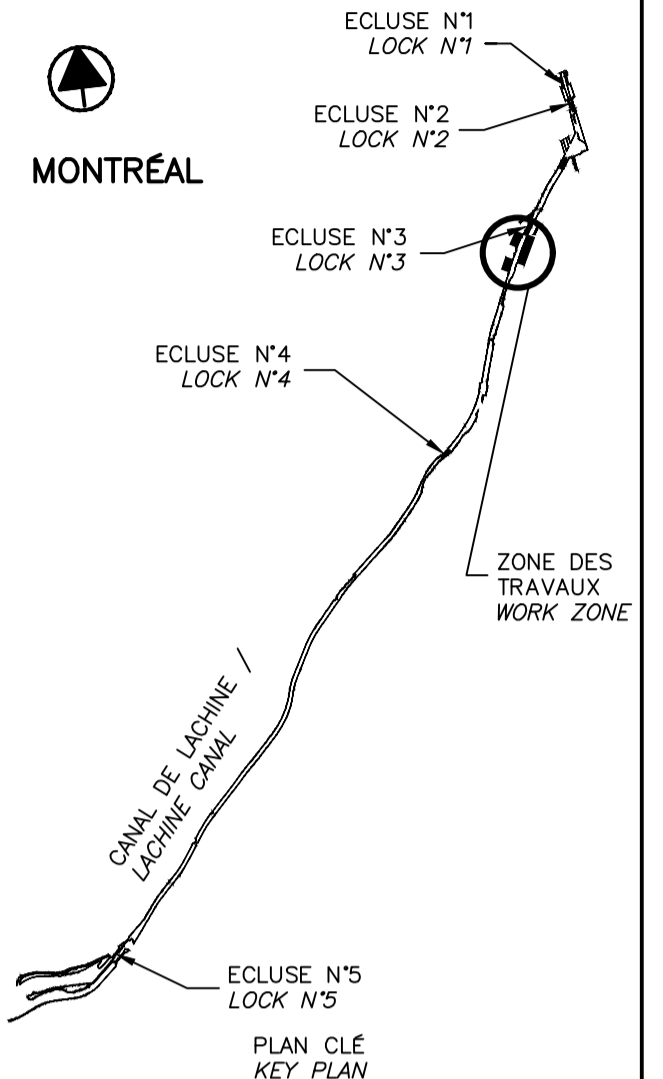 ECLUSE N°1
LOCK N°1
ECLUSE N°2
LOCK N°2
MONTRÉAL
ECLUSE N°3
LOCK N°3
ECLUSE N°4
LOCK N°4
ZONE DES
TRAVAUX
WORK ZONE
CANAL DE LACHINE /
LACHINE CANAL
ECLUSE N°5
LOCK N°5
PLAN CLÉ
KEY PLAN